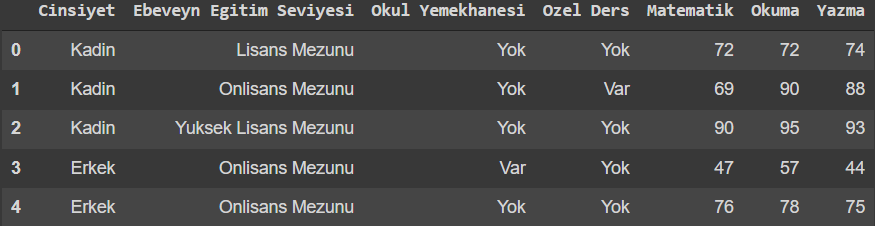 Cinsiyet Ebeveyn Egitim Seviyesi Okul Yemekhanesi Ozel Ders Matematik Okuma Yazma
0 Kadin Lisans Mezunu Yok Yok 72 72 74
1 Kadin Onlisans Mezunu Yok Var 69 90 88
2 Kadin Yuksek Lisans Mezunu Yok Yok 90 95 93
3 Erkek Onlisans Mezunu Var Yok 47 57 44
4 Erkek Onlisans Mezunu Yok Yok 76 78 75